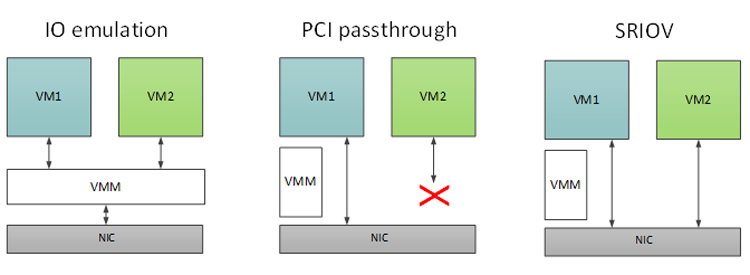 IO emulation
VM1
VM2
VMM
NIC
PCI passthrough
VM1
VM2
VMM
NIC
SRIOV
VM1
VM2
VMM
NIC